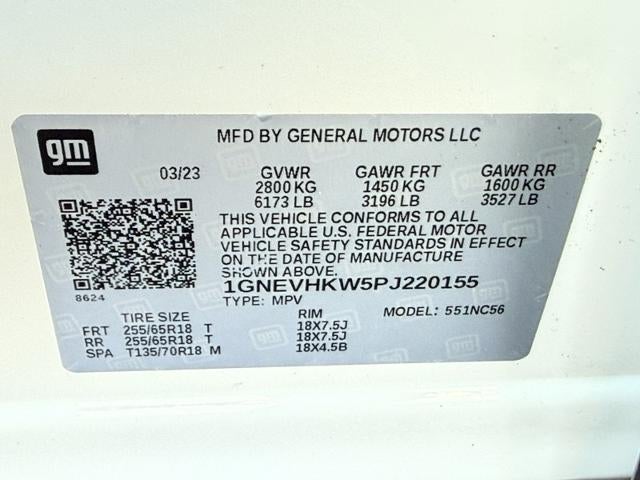 gm
MFD BY GENERAL MOTORS LLC
03/23 GVWR GAWR FRT GAWR RR
2800 KG 1450 KG 1600 KG
6173 LB 3196 LB 3527 LB
THIS VEHICLE CONFORMS TO ALL
APPLICABLE U.S. FEDERAL MOTOR
VEHICLE SAFETY STANDARDS IN EFFECT
ON THE DATE OF MANUFACTURE
SHOWN ABOVE.
8624
1GNEVHKW5PJ220155
TYPE: MPV MODEL: 551NC56
TIRE SIZE RIM
FRT 255/65R18 T 18X7.5J
RR 255/65R18 T 18X7.5J
SPA T135/70R18 M 18X4.5B